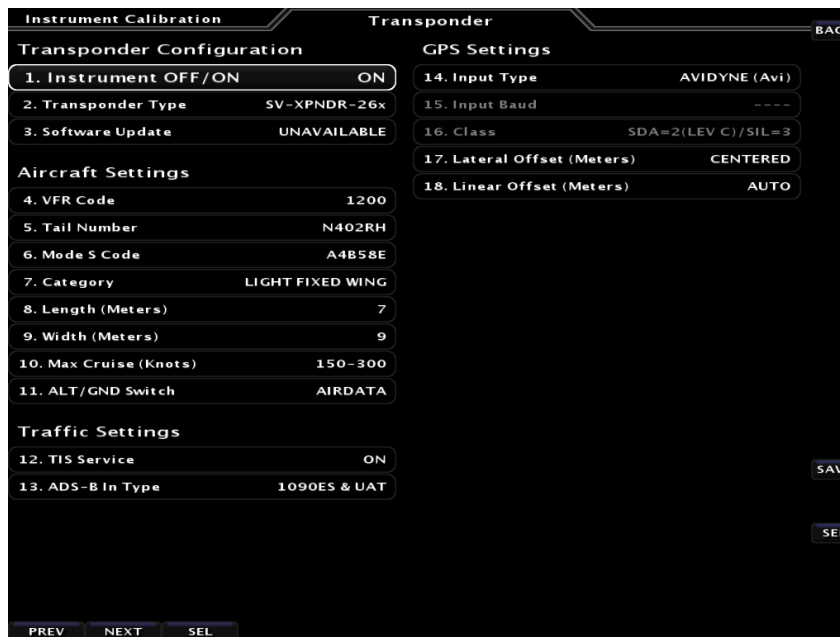 Instrument Calibration
Transponder
Transponder Configuration
1. Instrument OFF/ON ON
2. Transponder Type SV-XPNDR-26x
3. Software Update UNAVAILABLE
Aircraft Settings
4. VFR Code 1200
5. Tail Number N402RH
6. Mode S Code A4B58E
7. Category LIGHT FIXED WING
8. Length (Meters) 7
9. Width (Meters) 9
10. Max Cruise (Knots) 150-300
11. ALT/GND Switch AIRDATA
Traffic Settings
12. TIS Service ON
13. ADS-B In Type 1090ES & UAT
GPS Settings
14. Input Type AVIDYNE (Avi)
15. Input Baud ----
16. Class SDA=2(LEV C)/SIL=3
17. Lateral Offset (Meters) CENTERED
18. Linear Offset (Meters) AUTO
PREV NEXT SEL